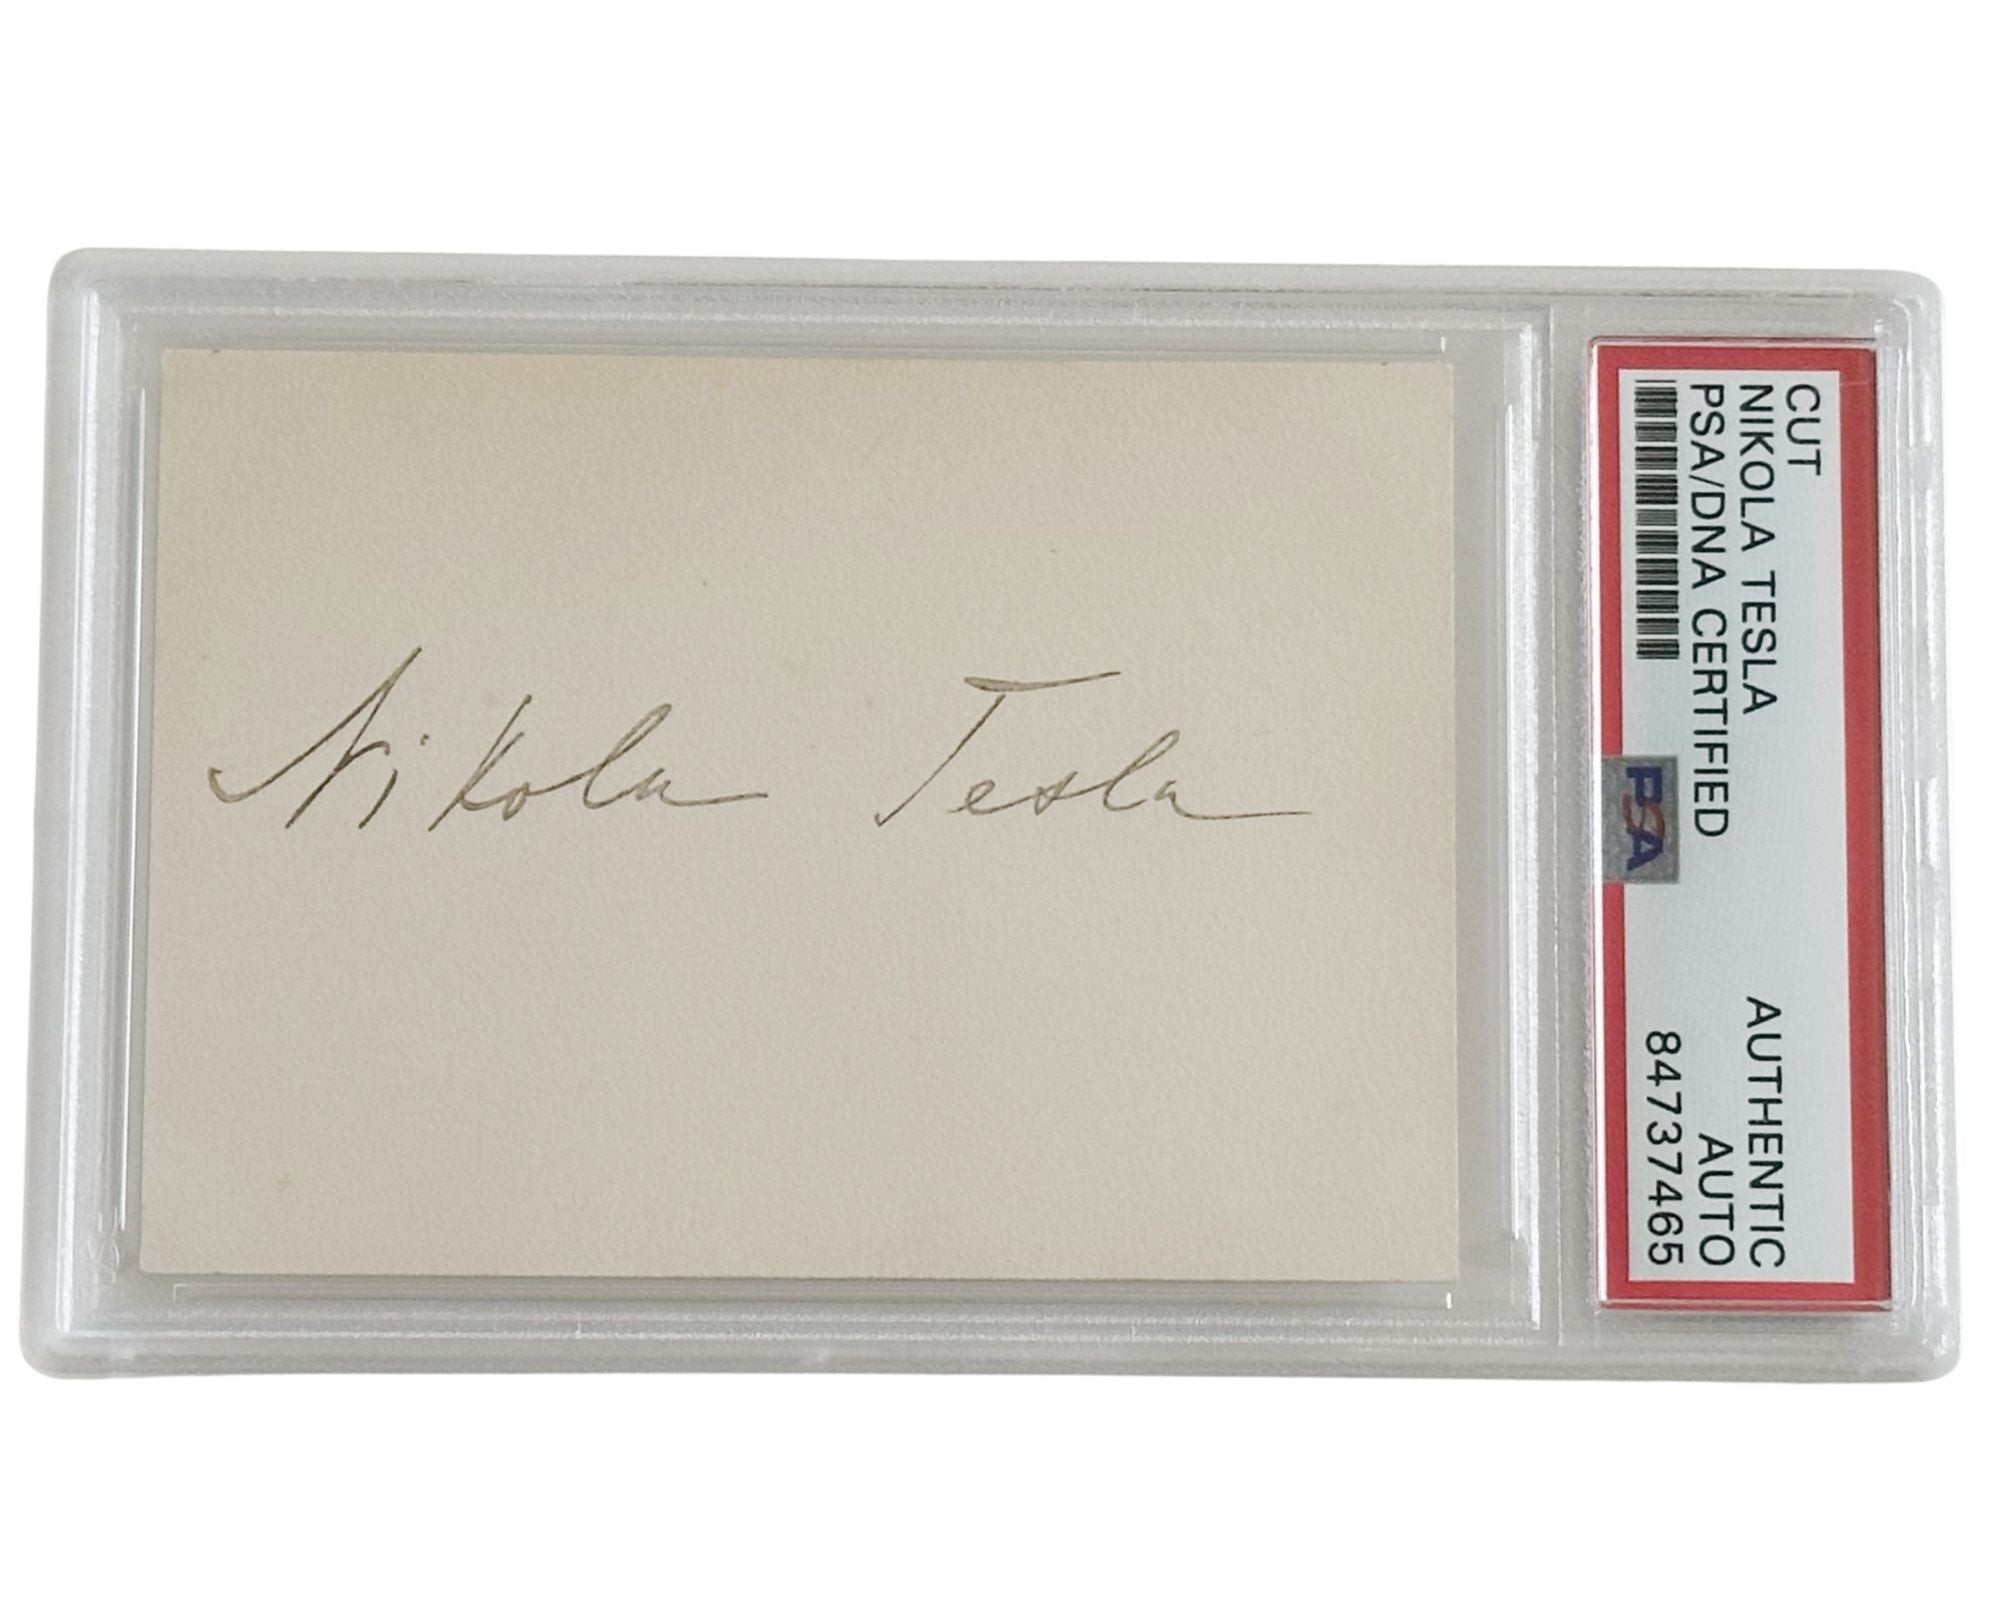 Nikola Tesla
CUT
NIKOLA TESLA
PSA/DNA CERTIFIED
AUTHENTIC
AUTO
84737465
PSA